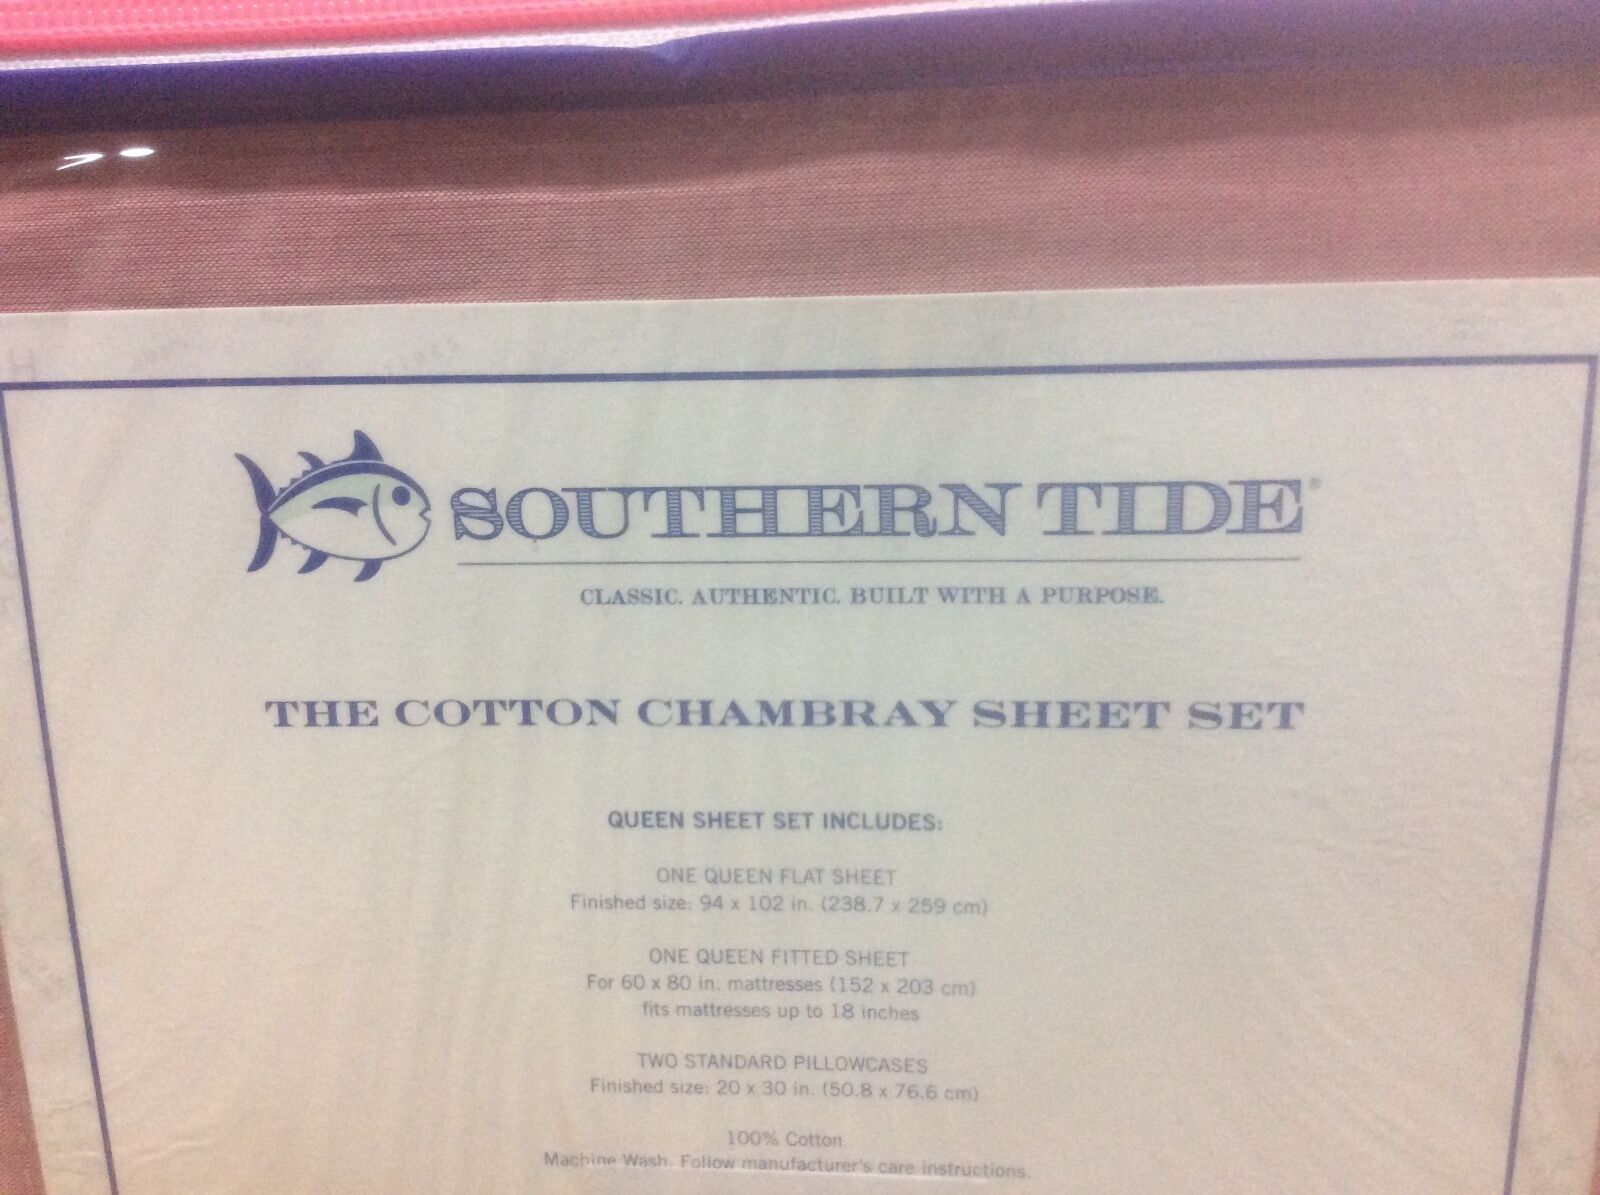 SOUTHERN TIDE®
CLASSIC. AUTHENTIC. BUILT WITH A PURPOSE.
THE COTTON CHAMBRAY SHEET SET
QUEEN SHEET SET INCLUDES:
ONE QUEEN FLAT SHEET
Finished size: 94 x 102 in. (238.7 x 259 cm)
ONE QUEEN FITTED SHEET
For 60 x 80 in. mattresses (152 x 203 cm)
fits mattresses up to 18 inches
TWO STANDARD PILLOWCASES
Finished size: 20 x 30 in. (50.8 x 76.6 cm)
100% Cotton
Machine Wash. Follow manufacturer's care instructions.